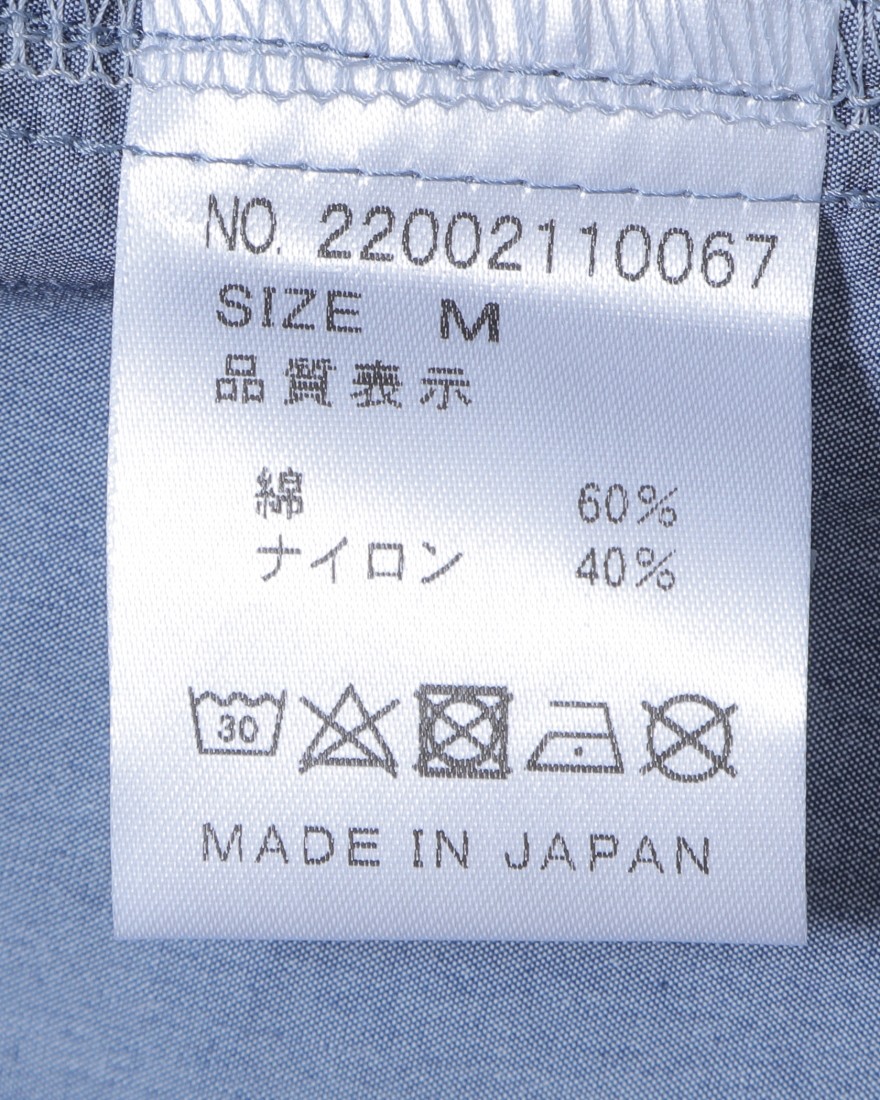 NO. 22002110067
SIZE M
品質表示
綿 60%
ナイロン 40%
30
MADE IN JAPAN